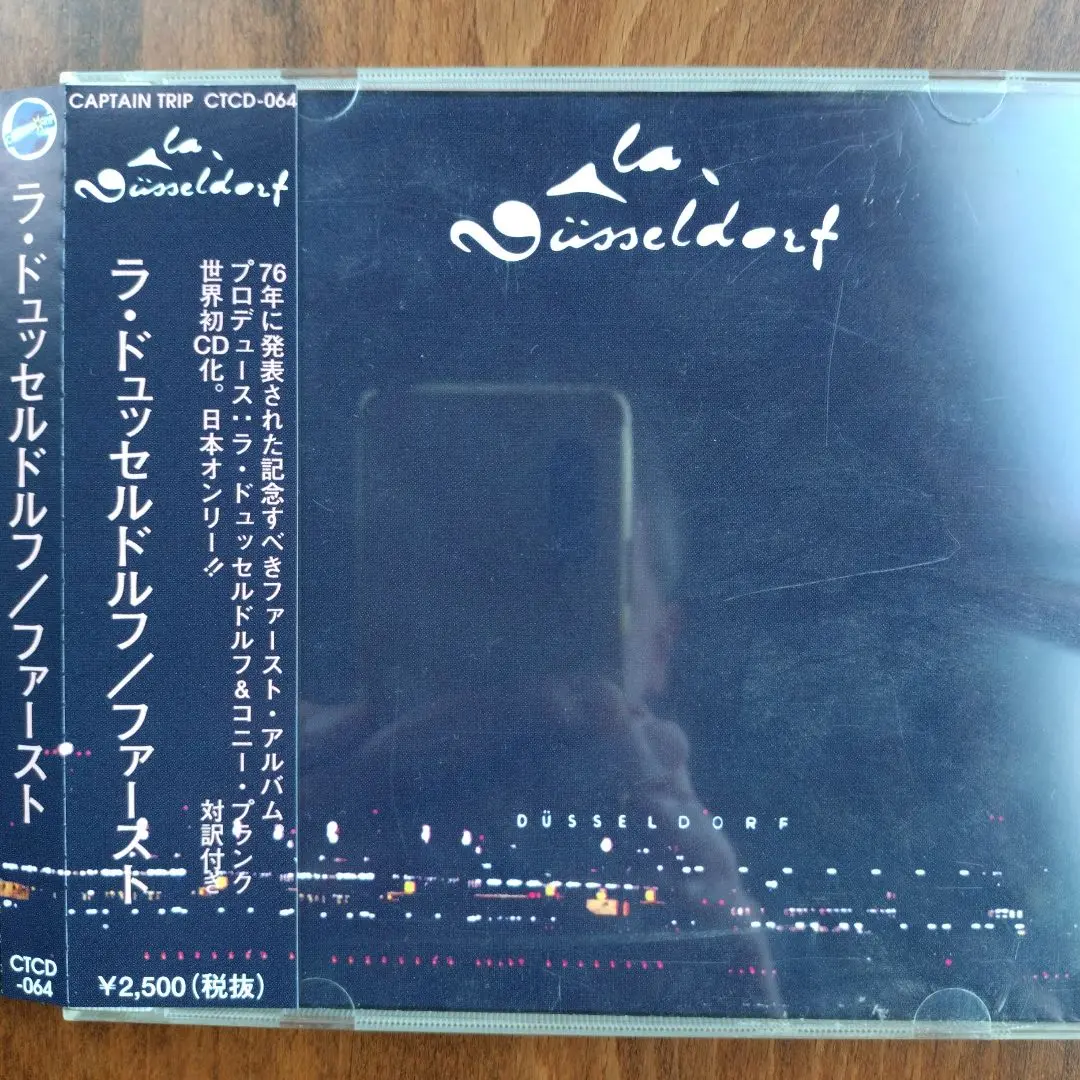 ラ・ドュッセルドルフ/ファースト
CTCD
-064
CAPTAIN TRIP CTCD-064
la
Düsseldorf
ラ・ドュッセルドルフ/ファースト
76年に発表された記念すべきファースト・アルバム
プロデュース:ラ・ドュッセルドルフ&コニー・プランク
世界初CD化。日本オンリー!! 対訳付き
¥2,500(税抜)
la
Düsseldorf
DÜSSELDORF